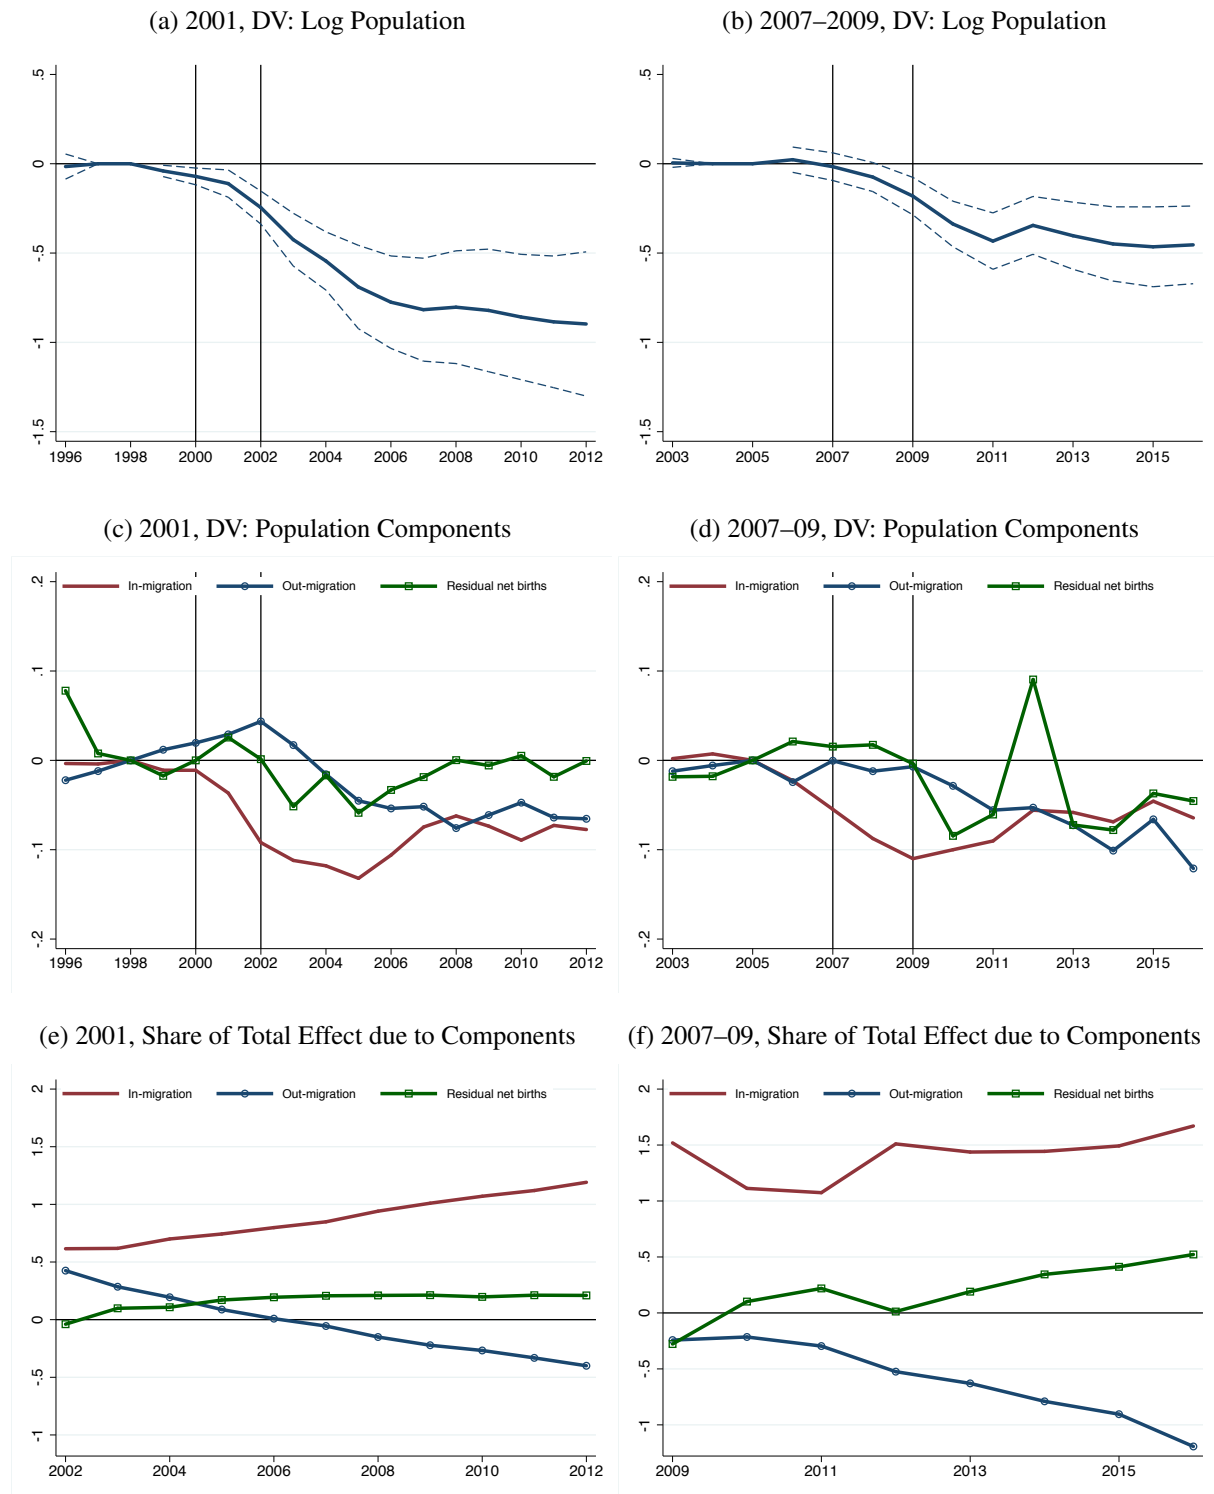 (a) 2001, DV: Log Population
.5
0
-.5
-1
-1.5
1996 1998 2000 2002 2004 2006 2008 2010 2012
(b) 2007–2009, DV: Log Population
.5
0
-.5
-1
-1.5
2003 2005 2007 2009 2011 2013 2015
(c) 2001, DV: Population Components
In-migration Out-migration Residual net births
.2
.1
0
-.1
-.2
1996 1998 2000 2002 2004 2006 2008 2010 2012
(d) 2007–09, DV: Population Components
In-migration Out-migration Residual net births
.2
.1
0
-.1
-.2
2003 2005 2007 2009 2011 2013 2015
(e) 2001, Share of Total Effect due to Components
In-migration Out-migration Residual net births
2
1.5
1
.5
0
-.5
-1
2002 2004 2006 2008 2010 2012
(f) 2007–09, Share of Total Effect due to Components
In-migration Out-migration Residual net births
2
1.5
1
.5
0
-.5
-1
2009 2011 2013 2015